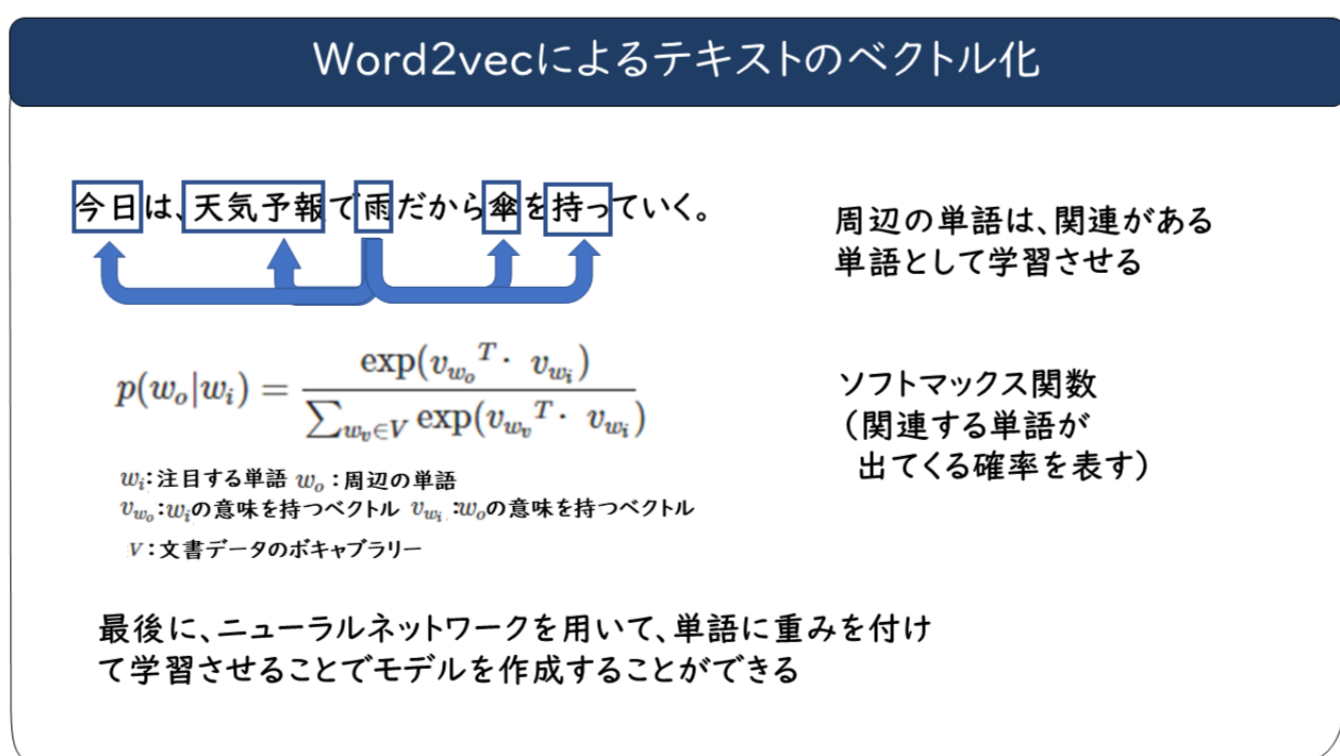 Word2vecによるテキストのベクトル化
今日は、天気予報で雨だから傘を持っていく。
周辺の単語は、関連がある
単語として学習させる
p(w_o|w_i) = exp(v_{w_o}^T · v_{w_i}) / ∑_{w_v∈V} exp(v_{w_v}^T · v_{w_i})
ソフトマックス関数
(関連する単語が
出てくる確率を表す)
w_i:注目する単語 w_o:周辺の単語
v_{w_o}:w_iの意味を持つベクトル v_{w_i}:w_oの意味を持つベクトル
V:文書データのボキャブラリー
最後に、ニューラルネットワークを用いて、単語に重みを付け
て学習させることでモデルを作成することができる